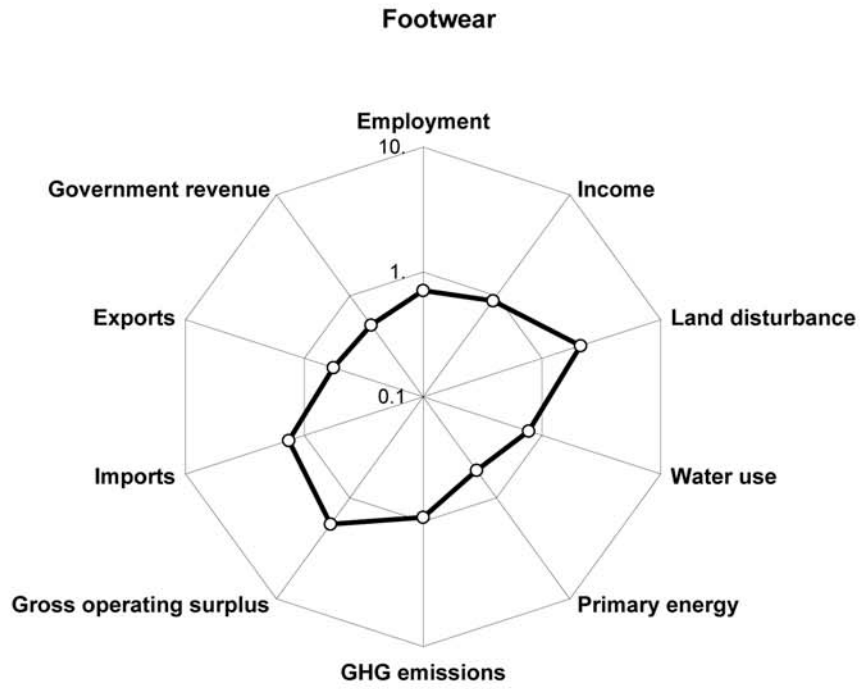 Footwear
Employment
10.
Government revenue
Income
1.
Exports
Land disturbance
0.1
Imports
Water use
Gross operating surplus
Primary energy
GHG emissions